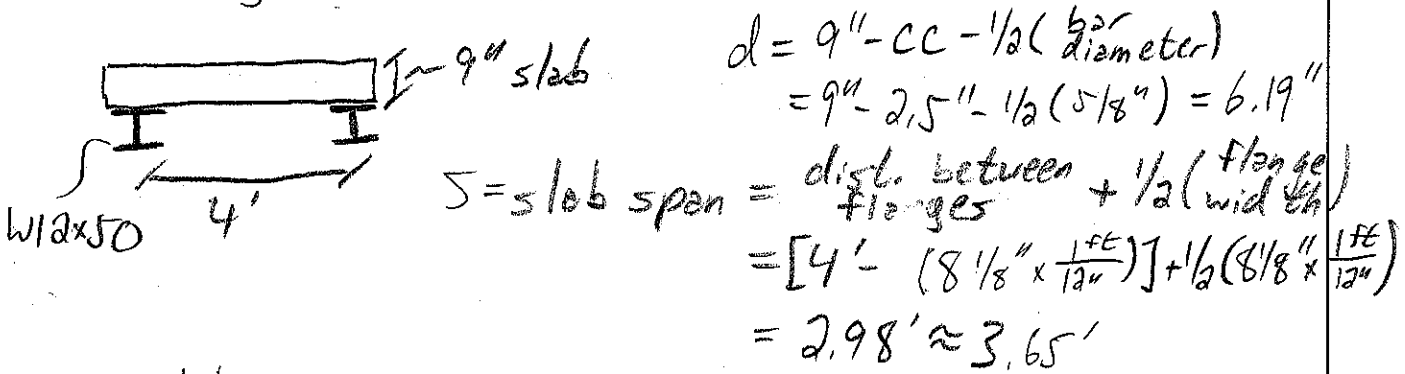 ~ 9" slab
W12x50
4'
d = 9" - CC - 1/2 ( bar diameter )
= 9" - 2.5" - 1/2 (5/8") = 6.19"
S = slab span = dist. between flanges + 1/2 ( flange width )
= [4' - (8 1/8" x 1ft/12")] + 1/2 (8 1/8" x 1ft/12")
= 2.98' ≈ 3.65'